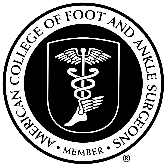 AMERICAN COLLEGE OF FOOT AND ANKLE SURGEONS
• MEMBER •
®